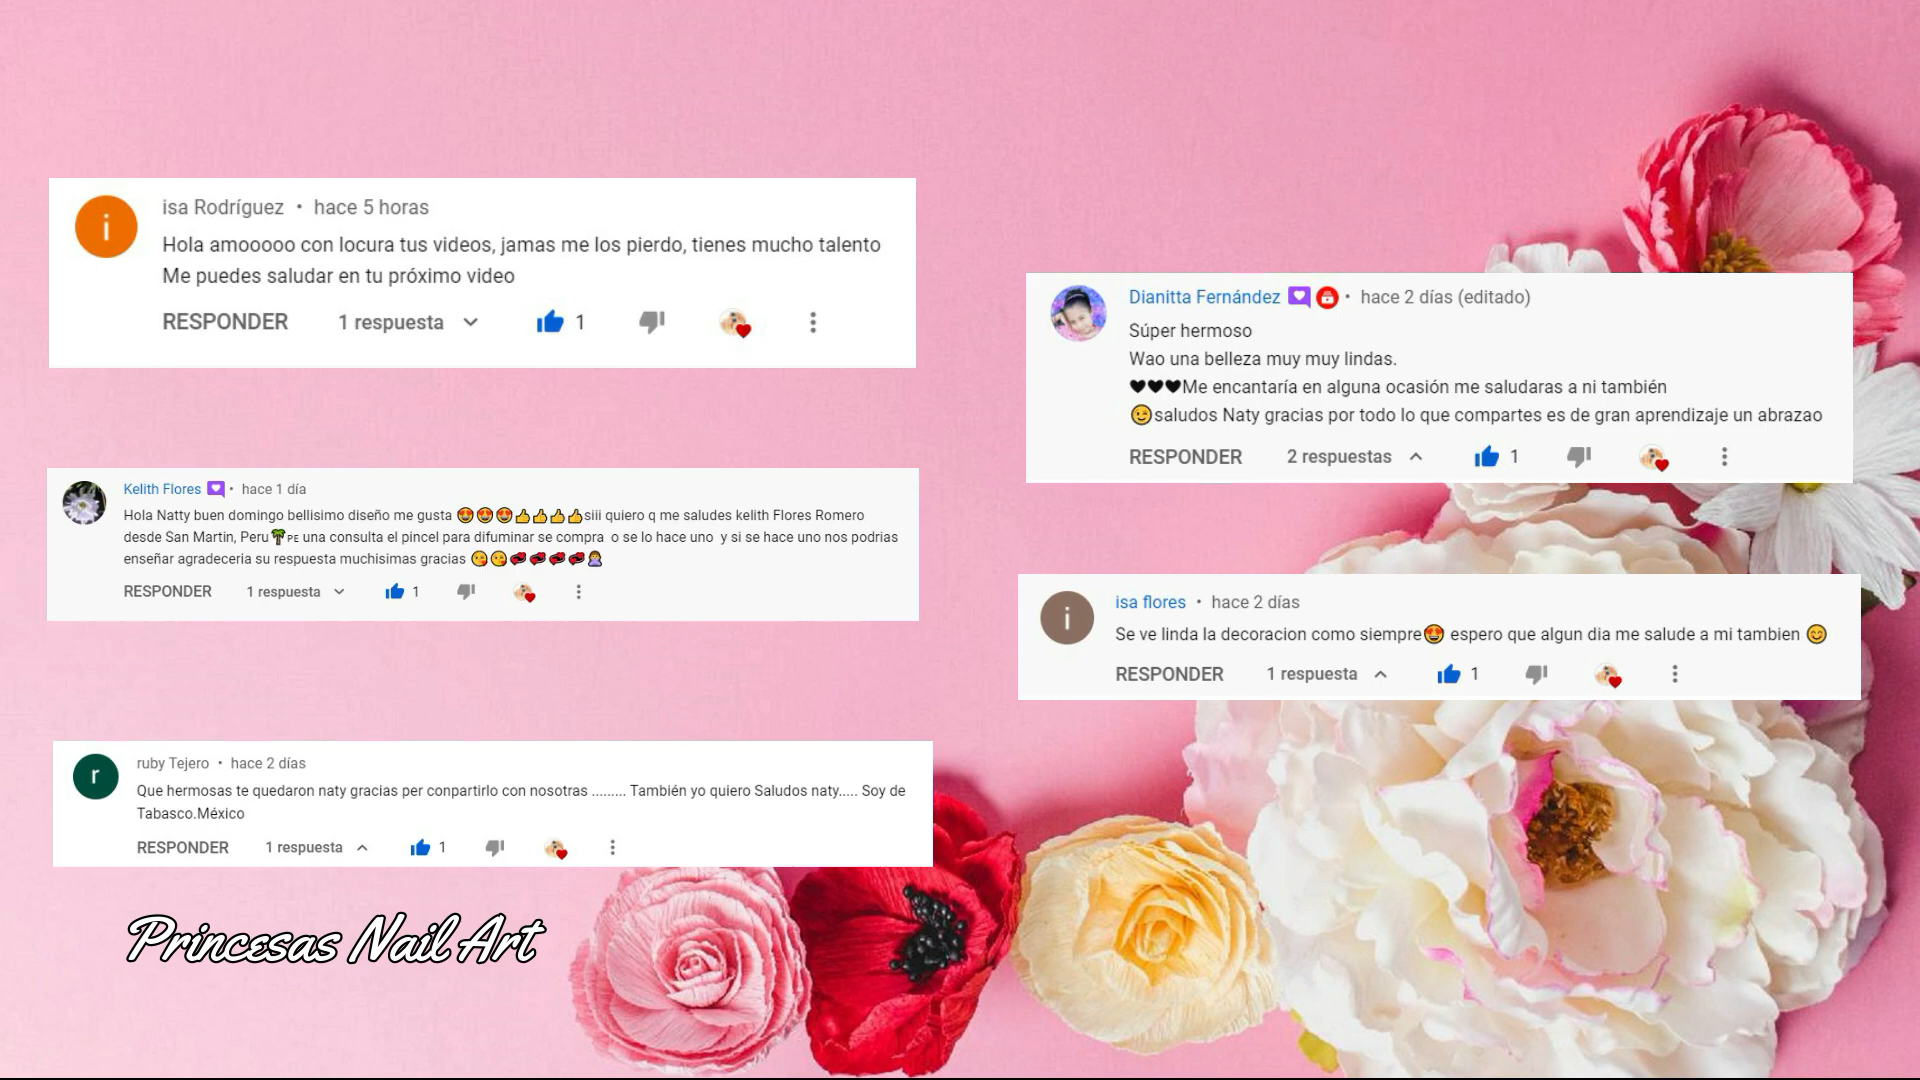 isa Rodríguez • hace 5 horas
Hola amooooo con locura tus videos, jamas me los pierdo, tienes mucho talento
Me puedes saludar en tu próximo video
RESPONDER 1 respuesta 1
Kelith Flores • hace 1 día
Hola Natty buen domingo bellisimo diseño me gusta 😍😍😍👍👍👍👍siii quiero q me saludes kelith Flores Romero
desde San Martin, Peru🌴PE una consulta el pincel para difuminar se compra o se lo hace uno y si se hace uno nos podrias
enseñar agradeceria su respuesta muchisimas gracias 😘😘💋💋💋💋🙇‍♀️
RESPONDER 1 respuesta 1
ruby Tejero • hace 2 días
Que hermosas te quedaron naty gracias per conpartirlo con nosotras ......... También yo quiero Saludos naty..... Soy de
Tabasco.México
RESPONDER 1 respuesta 1
Princesas Nail Art
Dianitta Fernández • hace 2 días (editado)
Súper hermoso
Wao una belleza muy muy lindas.
♥♥♥Me encantaría en alguna ocasión me saludaras a ni también
😉saludos Naty gracias por todo lo que compartes es de gran aprendizaje un abrazao
RESPONDER 2 respuestas 1
isa flores • hace 2 días
Se ve linda la decoracion como siempre😍 espero que algun dia me salude a mi tambien 😊
RESPONDER 1 respuesta 1